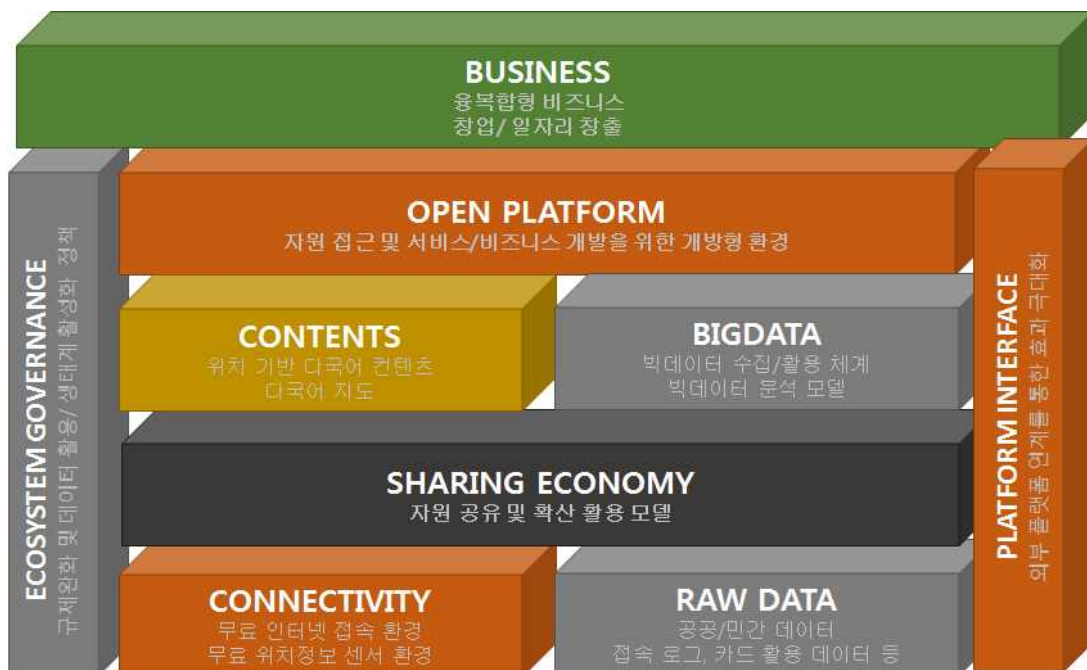 BUSINESS
융복합형 비즈니스
창업/ 일자리 창출
ECOSYSTEM GOVERNANCE
규제완화 및 데이터 활용/ 생태계 활성화 정책
OPEN PLATFORM
자원 접근 및 서비스/비즈니스 개발을 위한 개방형 환경
CONTENTS
위치 기반 다국어 컨텐츠
다국어 지도
BIGDATA
빅데이터 수집/활용 체계
빅데이터 분석 모델
SHARING ECONOMY
자원 공유 및 확산 활용 모델
CONNECTIVITY
무료 인터넷 접속 환경
무료 위치정보 센서 환경
RAW DATA
공공/민간 데이터
접속 로그, 카드 활용 데이터 등
PLATFORM INTERFACE
외부 플랫폼 연계를 통한 효과 극대화